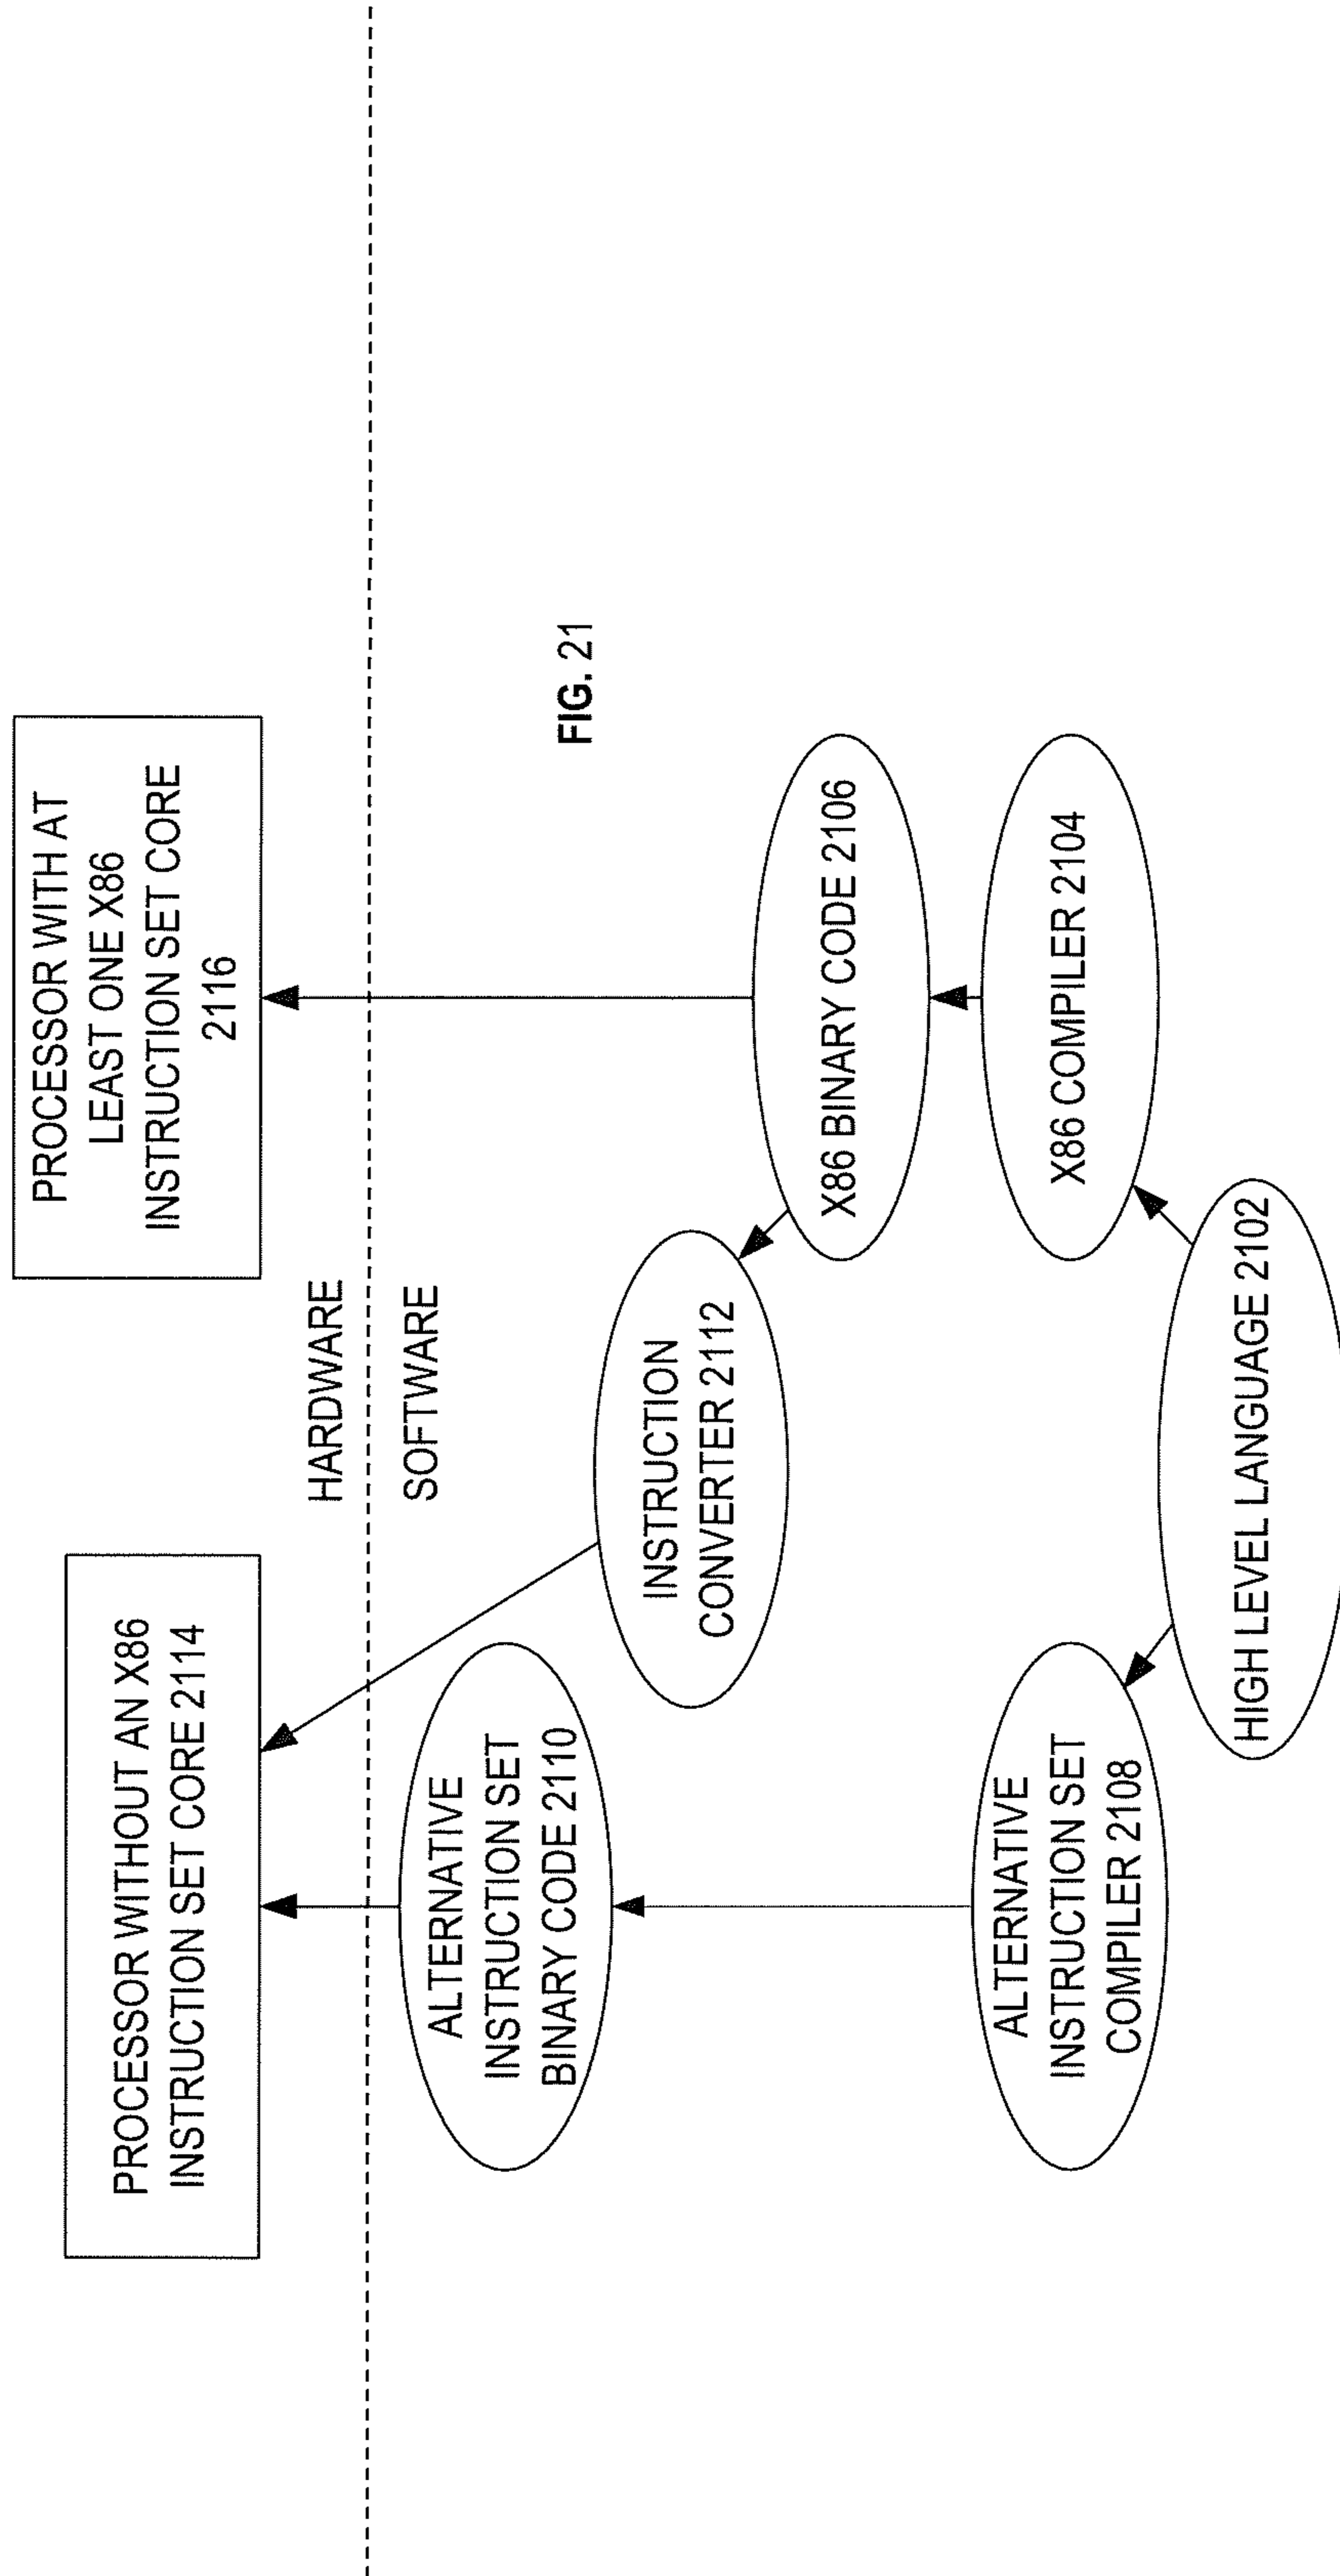 PROCESSOR WITHOUT AN X86
INSTRUCTION SET CORE 2114
PROCESSOR WITH AT
LEAST ONE X86
INSTRUCTION SET CORE
2116
HARDWARE
SOFTWARE
ALTERNATIVE
INSTRUCTION SET
BINARY CODE 2110
INSTRUCTION
CONVERTER 2112
FIG. 21
X86 BINARY CODE 2106
ALTERNATIVE
INSTRUCTION SET
COMPILER 2108
X86 COMPILER 2104
HIGH LEVEL LANGUAGE 2102